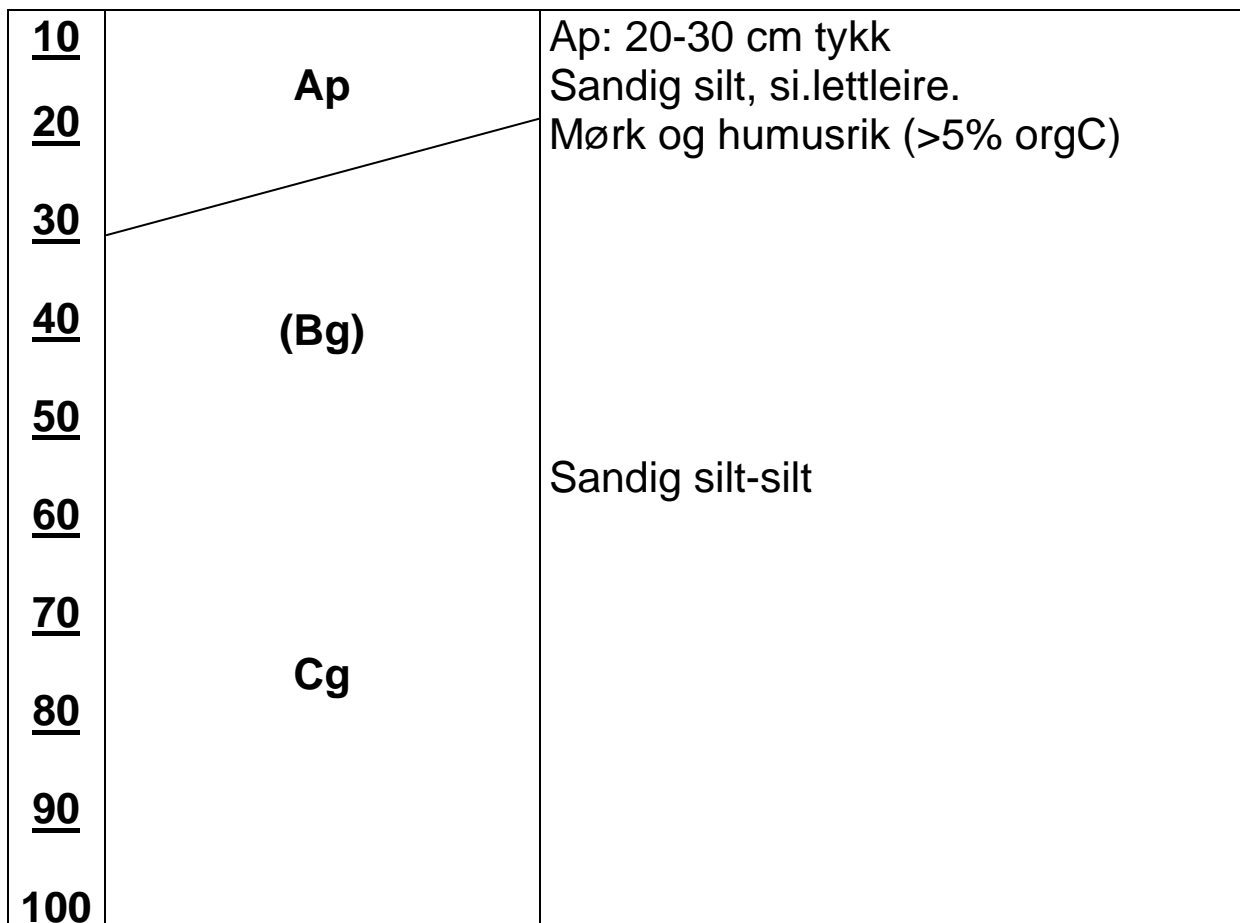 10
Ap: 20-30 cm tykk
Ap
Sandig silt, si.lettleire.
20
Mørk og humusrik (>5% orgC)
30
40
(Bg)
50
Sandig silt-silt
60
70
Cg
80
90
100